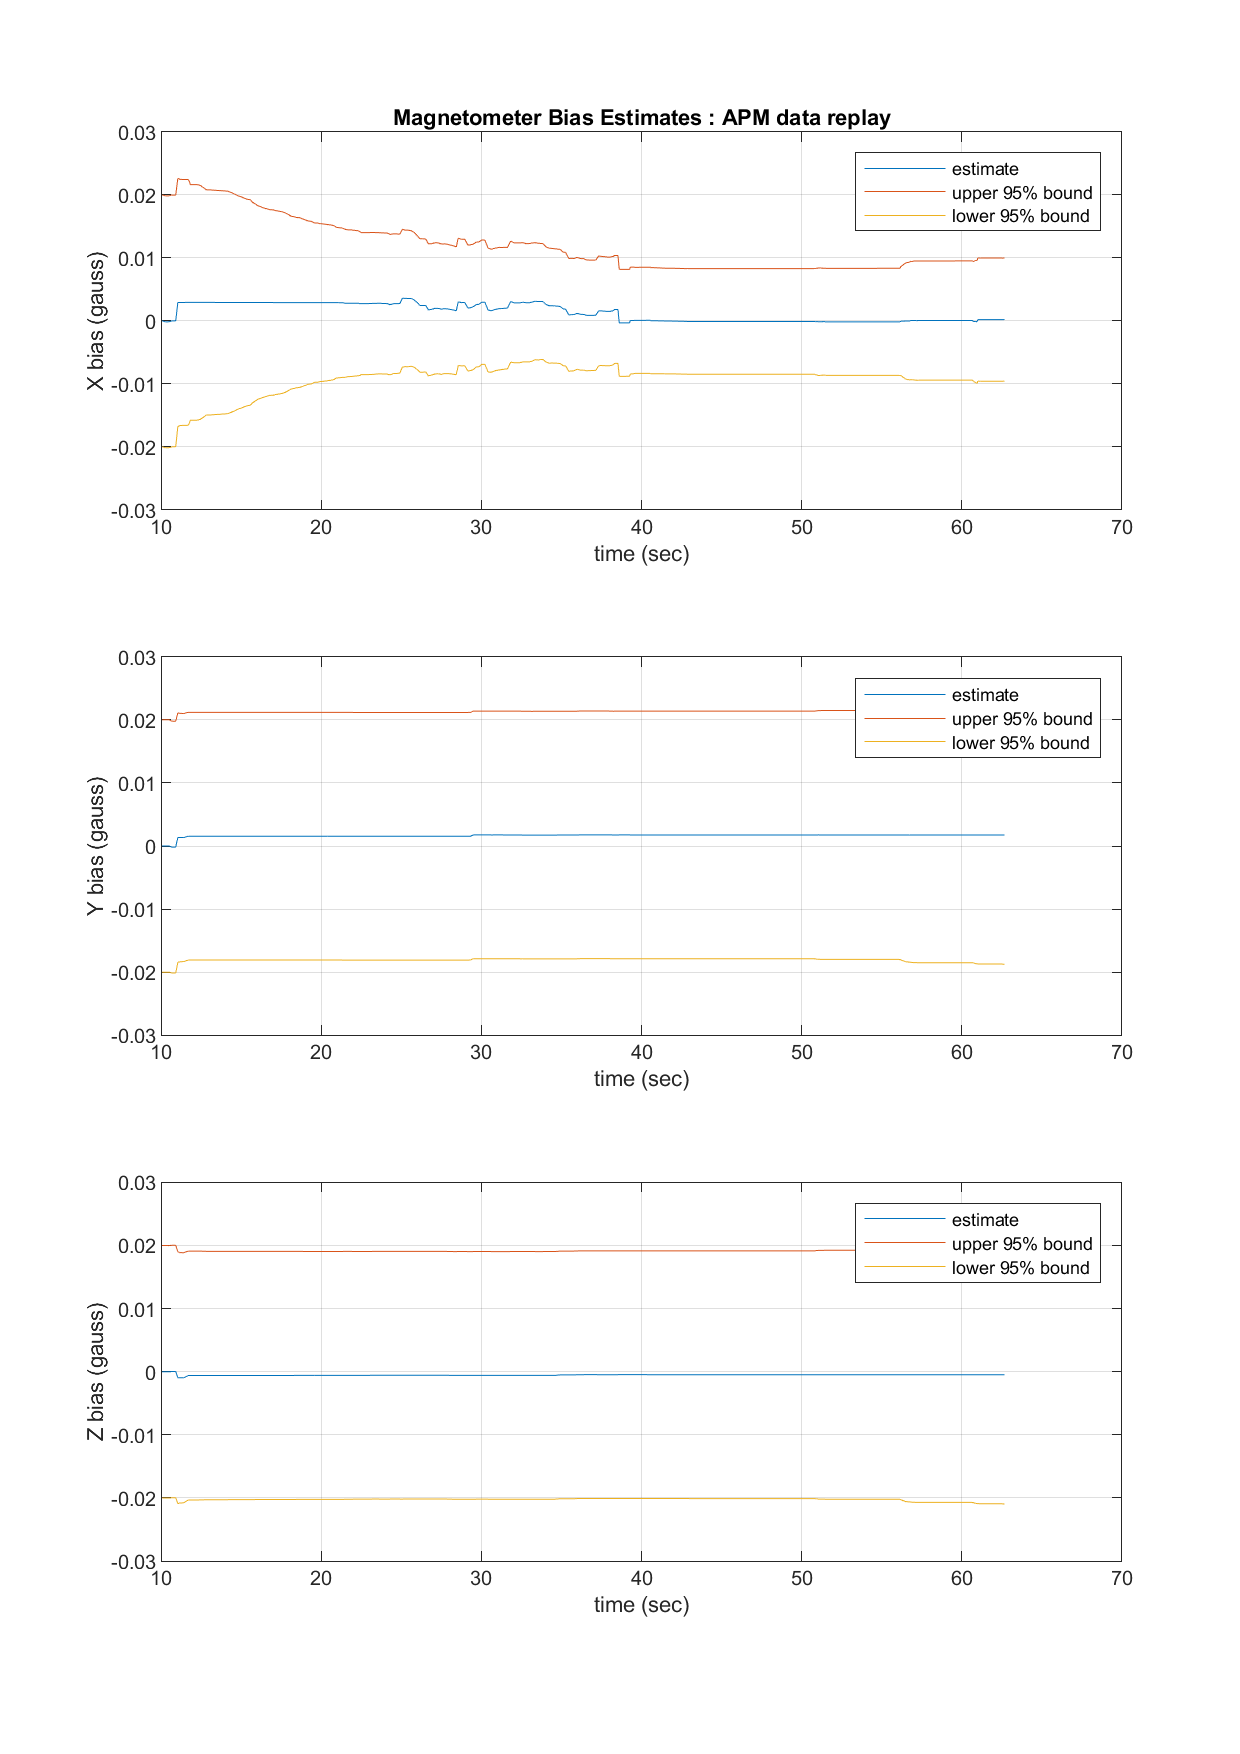 Magnetometer Bias Estimates : APM data replay
0.03
0.02
0.01
0
-0.01
-0.02
-0.03
X bias (gauss)
estimate
upper 95% bound
lower 95% bound
10 20 30 40 50 60 70
time (sec)
0.03
0.02
0.01
0
-0.01
-0.02
-0.03
Y bias (gauss)
estimate
upper 95% bound
lower 95% bound
10 20 30 40 50 60 70
time (sec)
0.03
0.02
0.01
0
-0.01
-0.02
-0.03
Z bias (gauss)
estimate
upper 95% bound
lower 95% bound
10 20 30 40 50 60 70
time (sec)